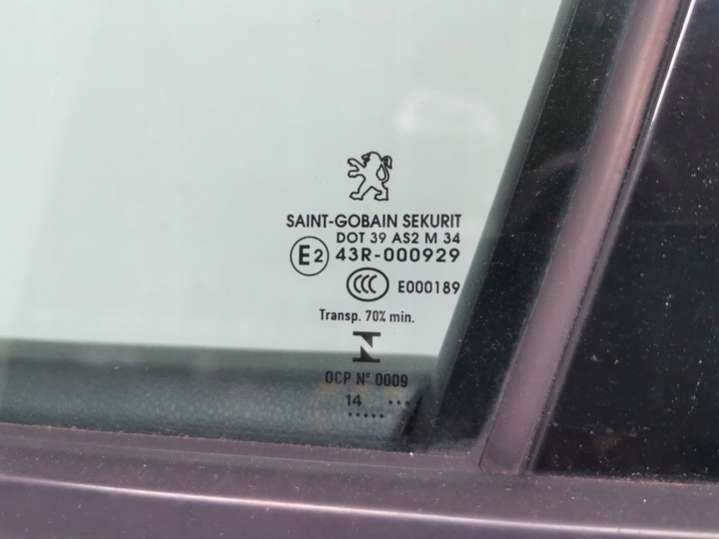 SAINT-GOBAIN SEKURIT
DOT 39 AS2 M 34
E2 43R-000929
CCC E000189
Transp. 70% min.
OCP Nº 0009
14